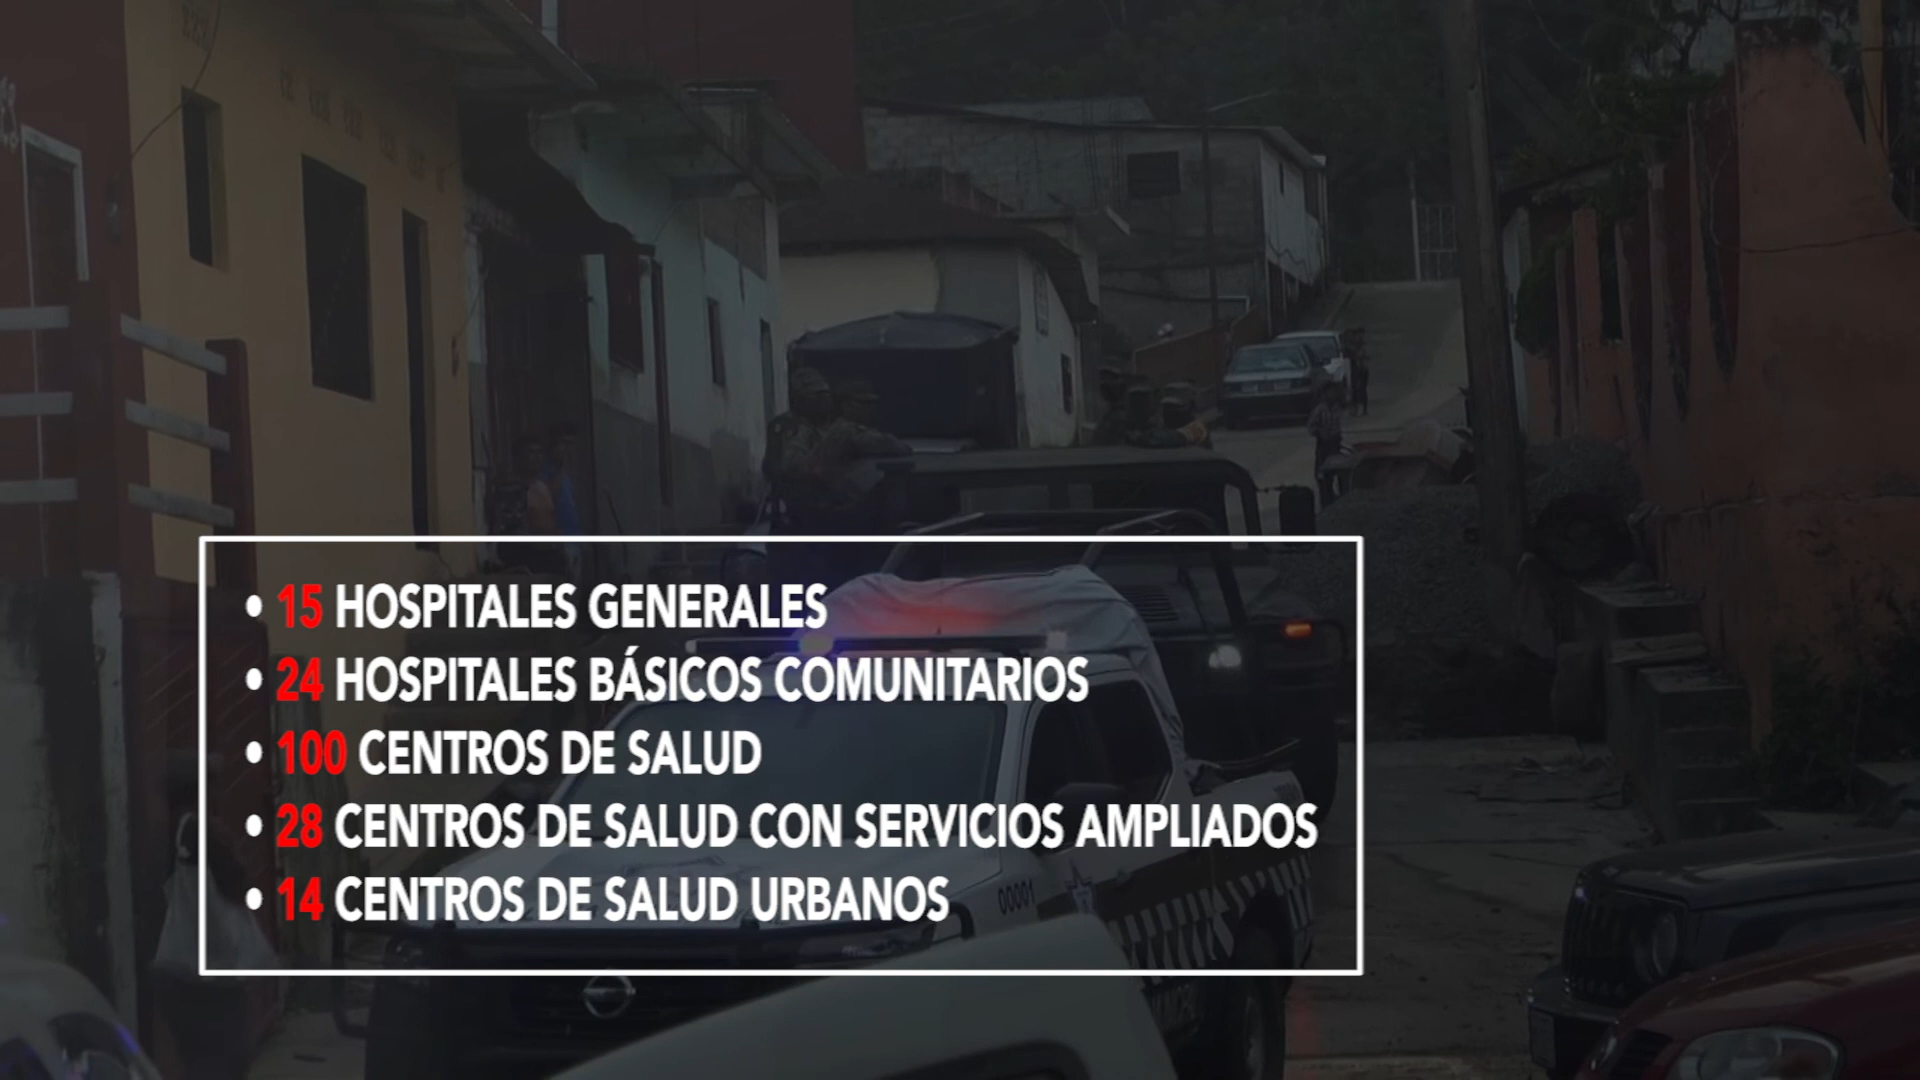 • 15 HOSPITALES GENERALES
• 24 HOSPITALES BÁSICOS COMUNITARIOS
• 100 CENTROS DE SALUD
• 28 CENTROS DE SALUD CON SERVICIOS AMPLIADOS
• 14 CENTROS DE SALUD URBANOS
00001